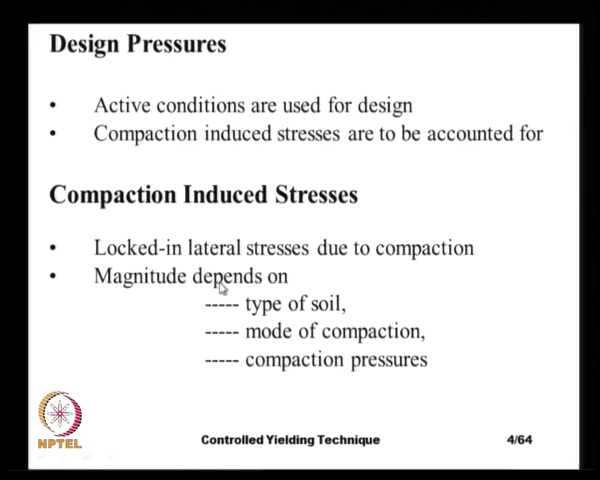 Design Pressures
• Active conditions are used for design
• Compaction induced stresses are to be accounted for
Compaction Induced Stresses
• Locked-in lateral stresses due to compaction
• Magnitude depends on
----- type of soil,
----- mode of compaction,
----- compaction pressures
NPTEL
Controlled Yielding Technique
4/64